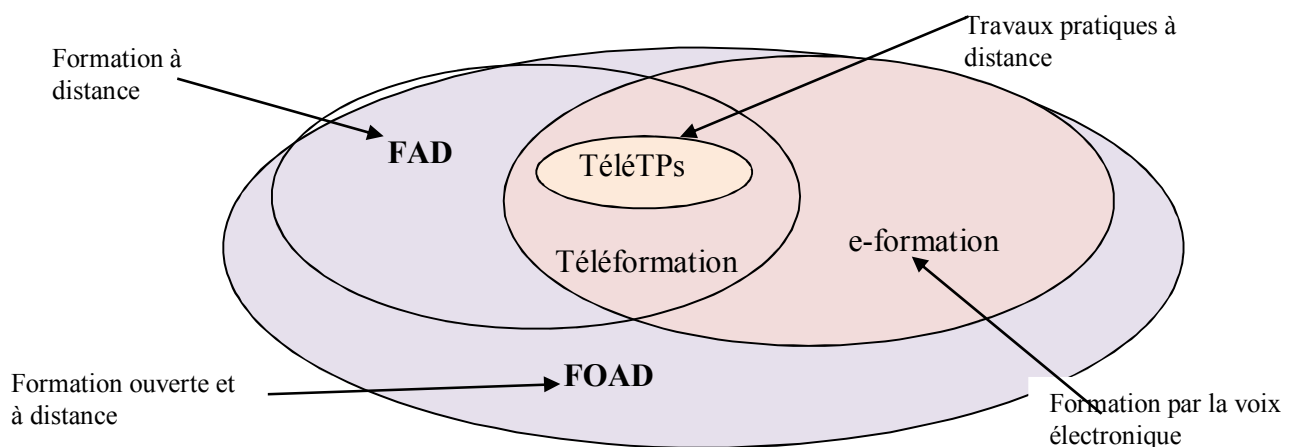 Travaux pratiques à
distance
Formation à
distance
FAD
TéléTPs
e-formation
Téléformation
FOAD
Formation ouverte et
à distance
Formation par la voix
électronique